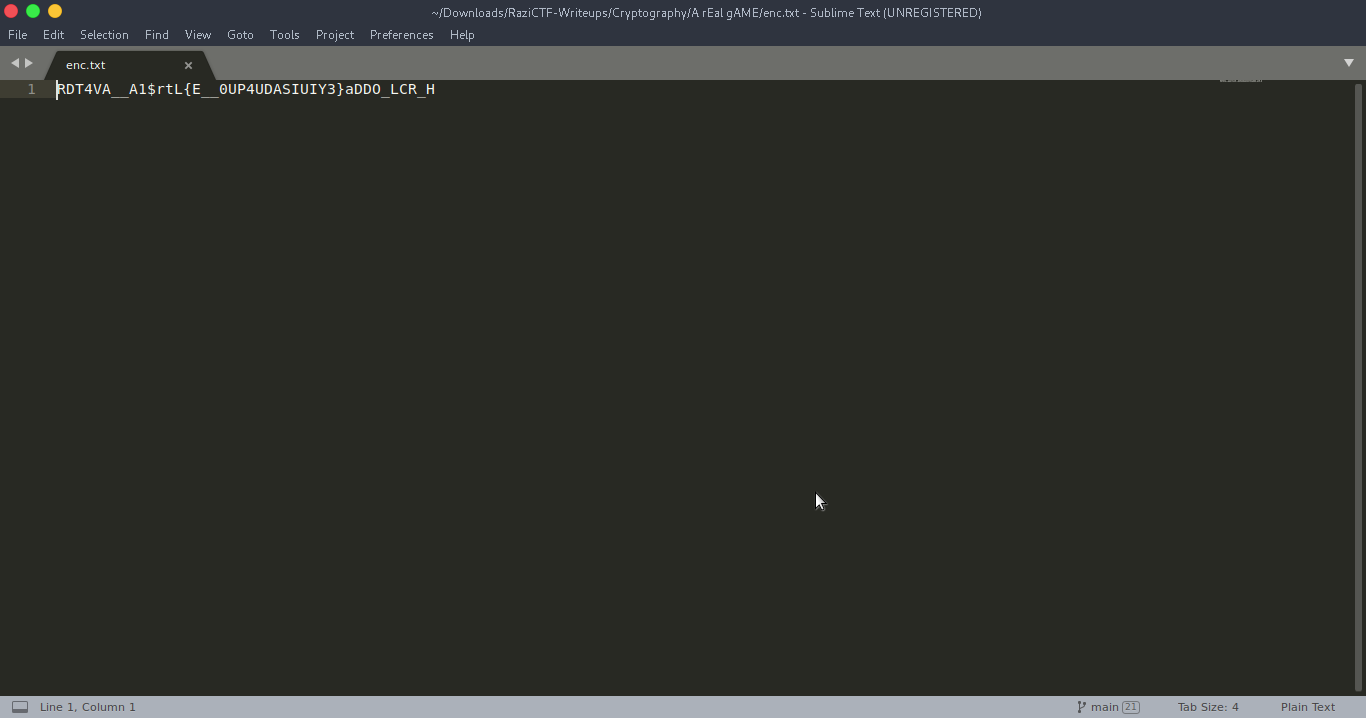 ~/Downloads/RaziCTF-Writeups/Cryptography/A rEal gAME/enc.txt - Sublime Text (UNREGISTERED)
File Edit Selection Find View Goto Tools Project Preferences Help
enc.txt ×
1 RDT4VA__A1$rtL{E__0UP4UDASIUIY3}aDDO_LCR_H
Line 1, Column 1 main 21 Tab Size: 4 Plain Text